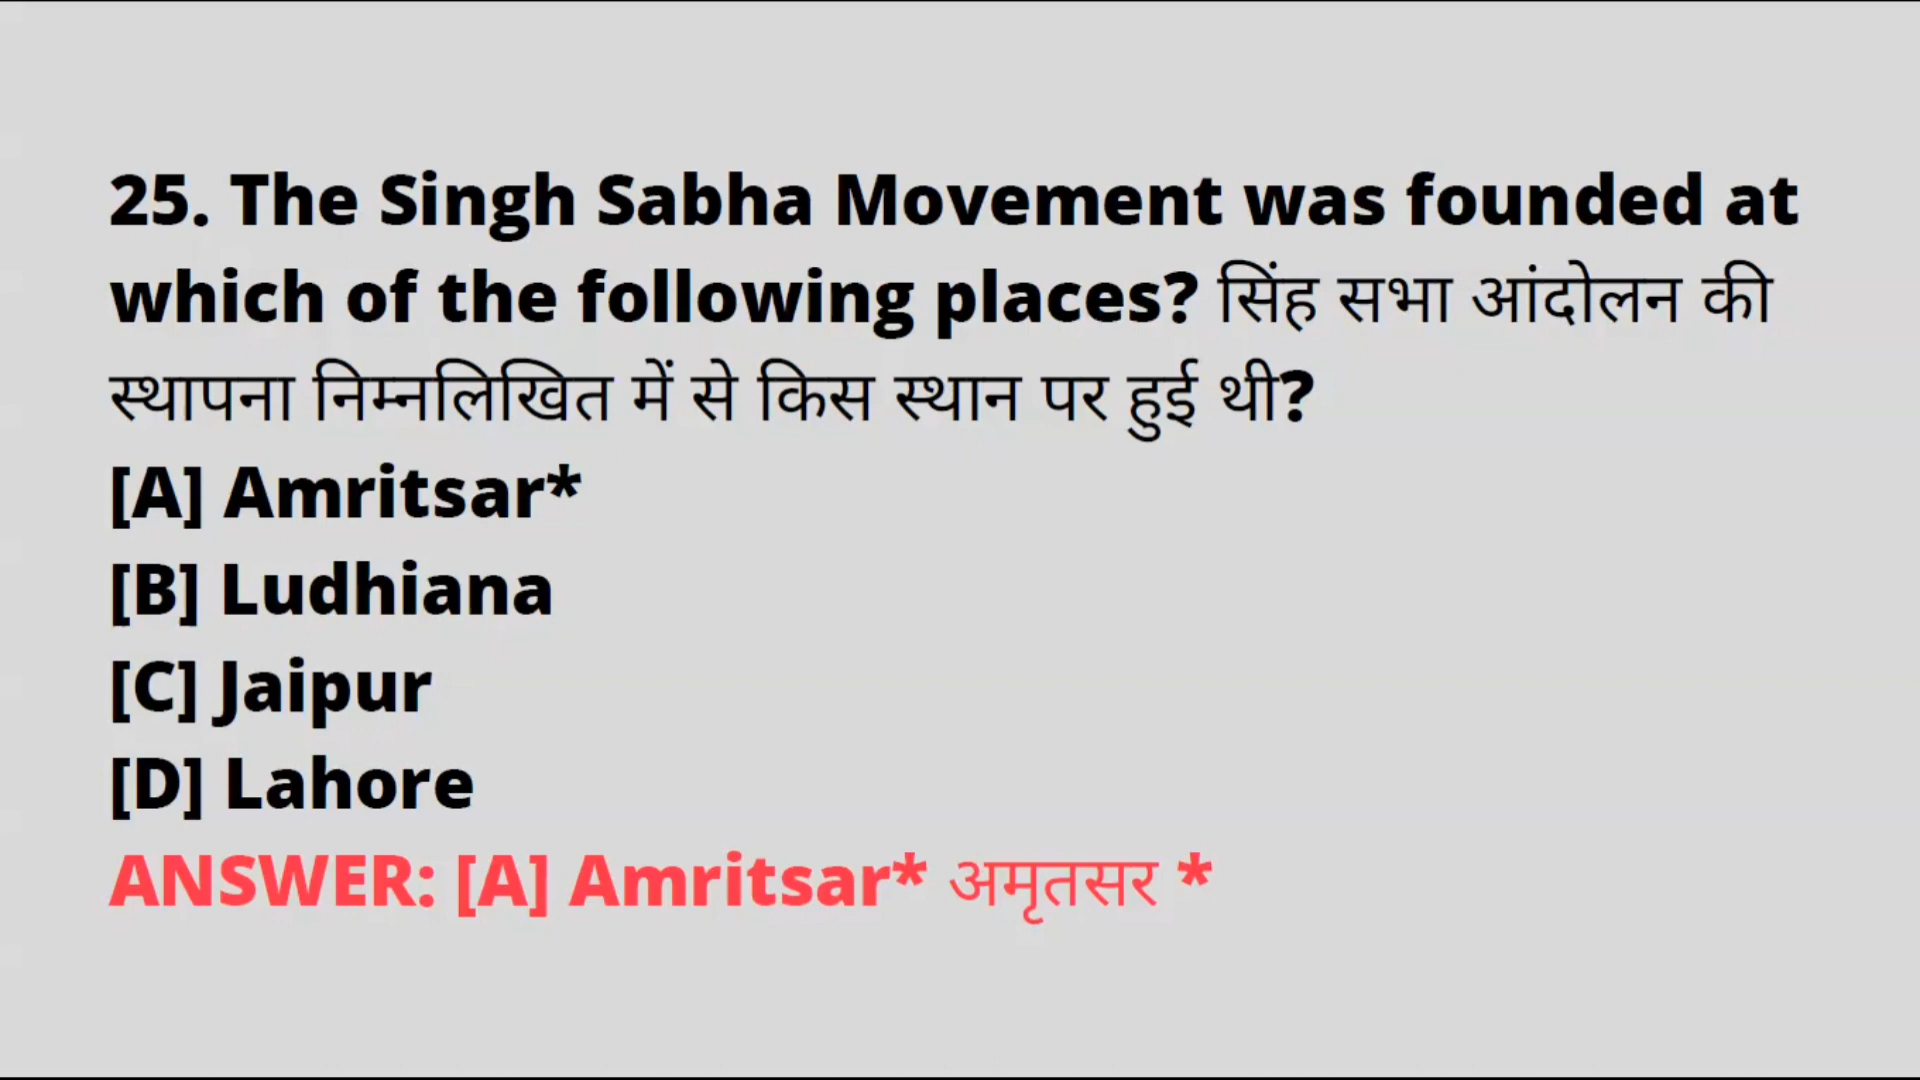 25. The Singh Sabha Movement was founded at
which of the following places? सिंह सभा आंदोलन की
स्थापना निम्नलिखित में से किस स्थान पर हुई थी?
[A] Amritsar*
[B] Ludhiana
[C] Jaipur
[D] Lahore
ANSWER: [A] Amritsar* अमृतसर *